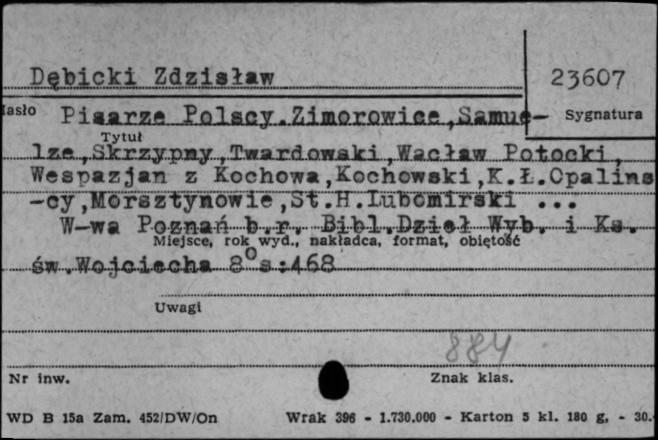 Dębicki Zdzisław
23607
Hasło Pisarze Polscy.Zimorowice,Samue- Sygnatura
Tytuł
lze,Skrzypny,Twardowski,Wacław Potocki,
Wespazjan z Kochowa,Kochowski,K.Ł.Opalins
-cy,Morsztynowie,St.H.Lubomirski ...
W-wa Poznań b.r. Bibl.Dzieł Wyb. i Ks.
Miejsce, rok wyd., nakładca, format, objętość
św.Wojciecha 8° s:468
Uwagi
884
Nr inw. Znak klas.
WD B 15a Zam. 452/DW/On Wrak 396 - 1.730.000 - Karton 5 kl. 180 g, - 30.